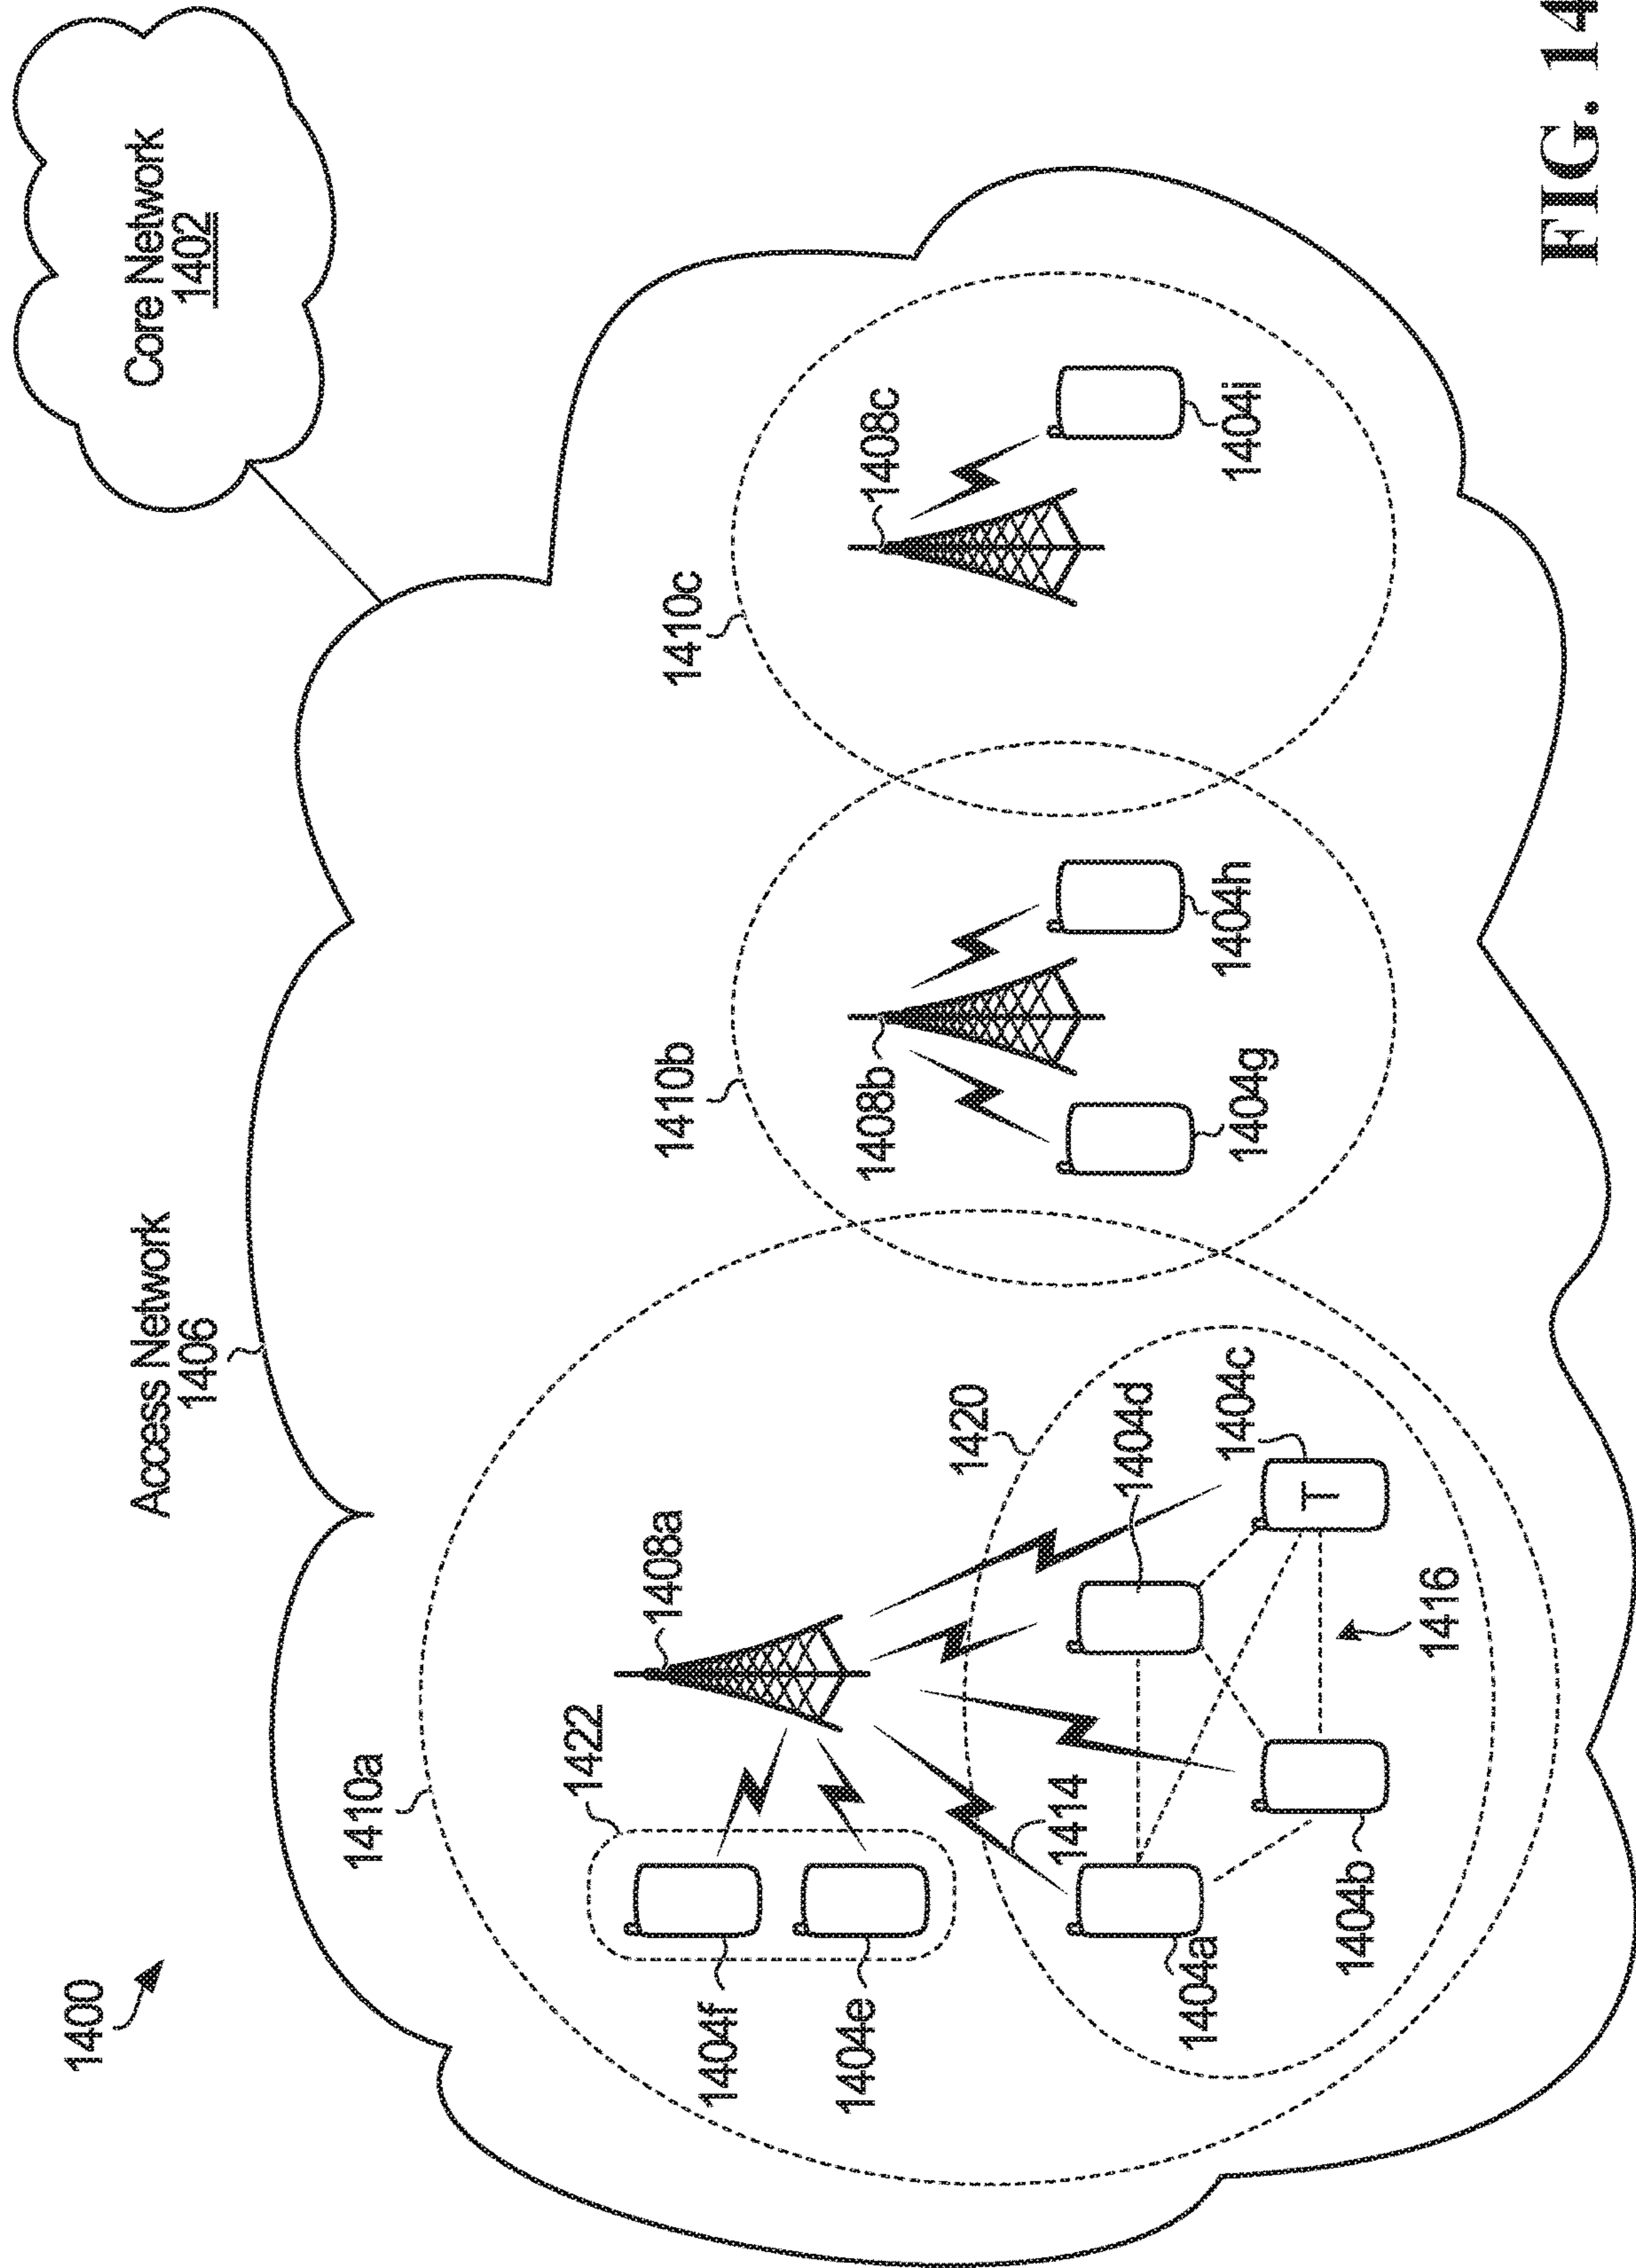 1400
Access Network
1406
Core Network
1402
1410a
1422
1408a
1404f
1404e
1414
1420
1404d
1404c
T
1404a
1404b
1416
1410b
1408b
1404g
1404h
1410c
1408c
1404i
FIG. 14